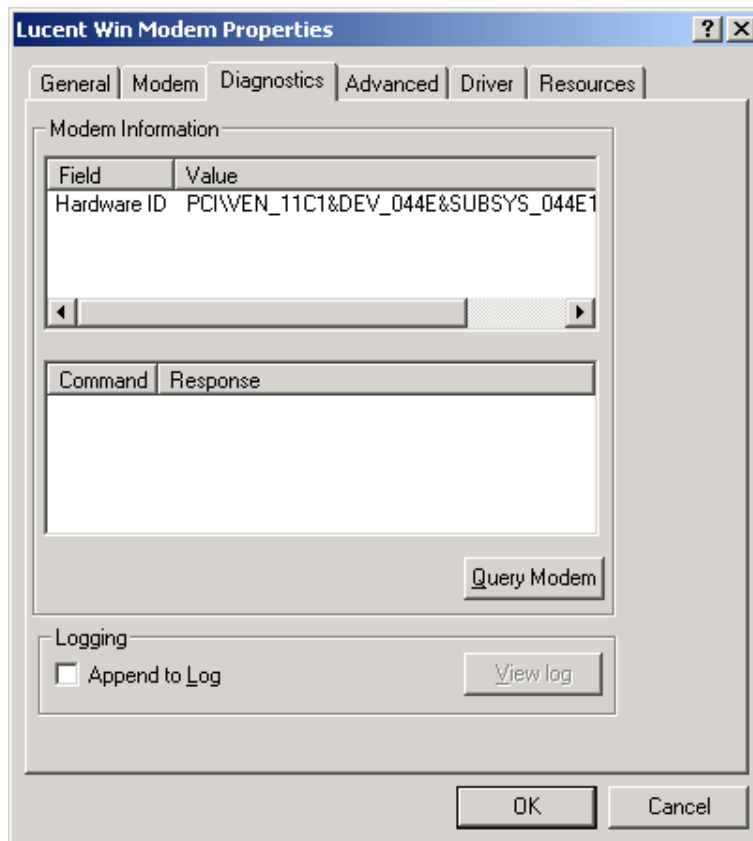 Lucent Win Modem Properties
General Modem Diagnostics Advanced Driver Resources
Modem Information
Field Value
Hardware ID PCI\VEN_11C1&DEV_044E&SUBSYS_044E1
Command Response
Query Modem
Logging
Append to Log View log
OK Cancel